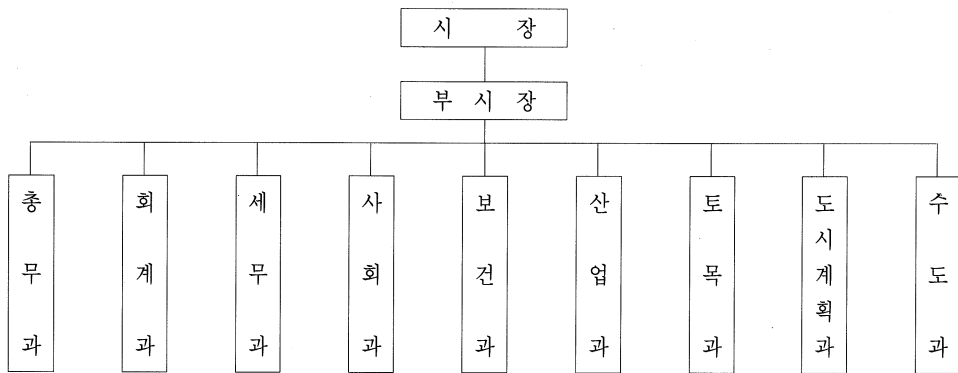 시 장
부 시 장
총무과
회계과
세무과
사회과
보건과
산업과
토목과
도시계획과
수도과